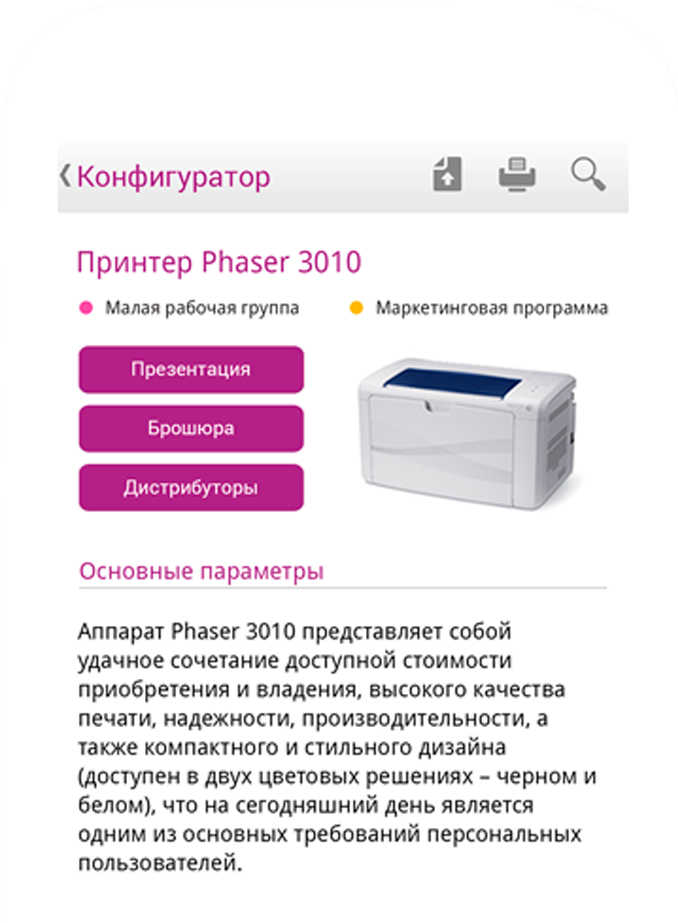 Конфигуратор
Принтер Phaser 3010
Малая рабочая группа
Маркетинговая программа
Презентация
Брошюра
Дистрибуторы
Основные параметры
Аппарат Phaser 3010 представляет собой
удачное сочетание доступной стоимости
приобретения и владения, высокого качества
печати, надежности, производительности, а
также компактного и стильного дизайна
(доступен в двух цветовых решениях – черном и
белом), что на сегодняшний день является
одним из основных требований персональных
пользователей.